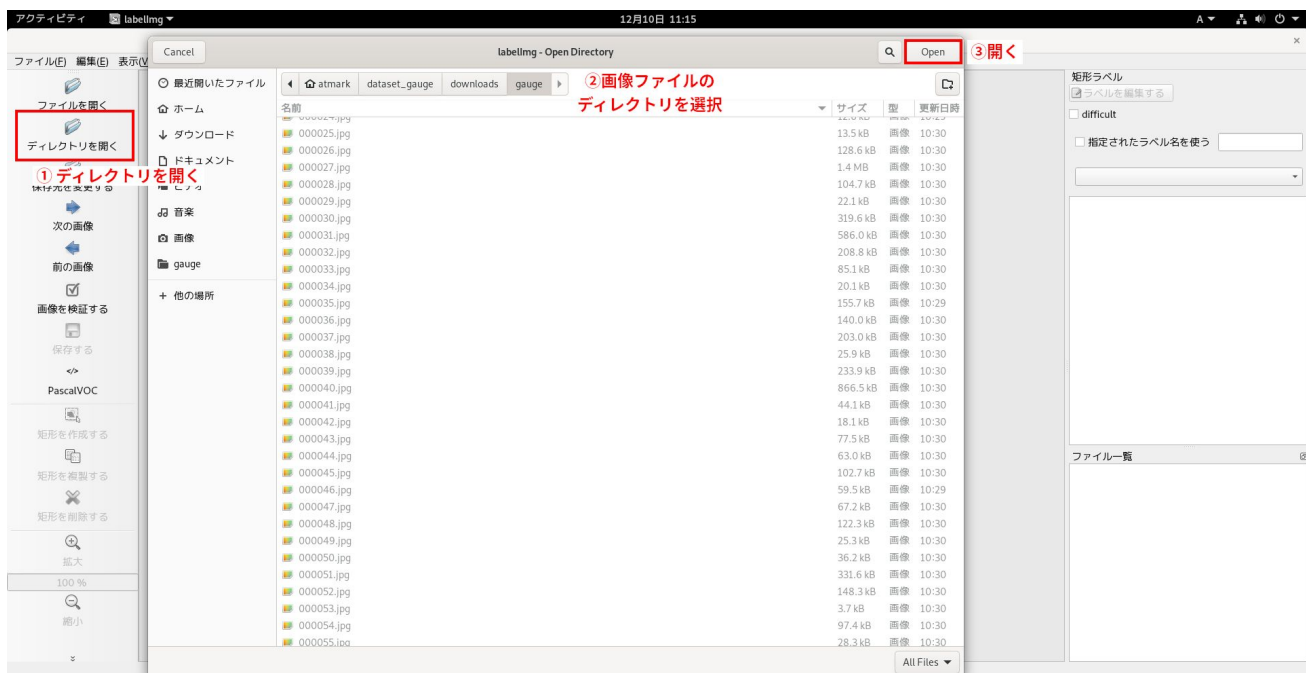 アクティビティ labelImg 12月10日 11:15 A
Cancel labelImg - Open Directory Open ③開く
ファイル(F) 編集(E) 表示(V
ファイルを開く
ディレクトリを開く
①ディレクトリを開く
保存先を変更する
次の画像
前の画像
画像を検証する
保存する
</>
PascalVOC
矩形を作成する
矩形を複製する
矩形を削除する
拡大
100 %
縮小
最近開いたファイル
ホーム
ダウンロード
ドキュメント
ビデオ
音楽
画像
gauge
+ 他の場所
atmark dataset_gauge downloads gauge
②画像ファイルの
ディレクトリを選択
名前 サイズ 型 更新日時
000024.jpg 12.0 kB 画像 10:29
000025.jpg 13.5 kB 画像 10:30
000026.jpg 128.6 kB 画像 10:30
000027.jpg 1.4 MB 画像 10:30
000028.jpg 104.7 kB 画像 10:30
000029.jpg 22.1 kB 画像 10:30
000030.jpg 319.6 kB 画像 10:30
000031.jpg 586.0 kB 画像 10:30
000032.jpg 208.8 kB 画像 10:30
000033.jpg 85.1 kB 画像 10:30
000034.jpg 20.1 kB 画像 10:30
000035.jpg 155.7 kB 画像 10:29
000036.jpg 140.0 kB 画像 10:30
000037.jpg 203.0 kB 画像 10:30
000038.jpg 25.9 kB 画像 10:30
000039.jpg 233.9 kB 画像 10:30
000040.jpg 866.5 kB 画像 10:30
000041.jpg 44.1 kB 画像 10:30
000042.jpg 18.1 kB 画像 10:30
000043.jpg 77.5 kB 画像 10:30
000044.jpg 63.0 kB 画像 10:30
000045.jpg 102.7 kB 画像 10:30
000046.jpg 59.5 kB 画像 10:29
000047.jpg 67.2 kB 画像 10:30
000048.jpg 122.3 kB 画像 10:30
000049.jpg 25.3 kB 画像 10:30
000050.jpg 36.2 kB 画像 10:30
000051.jpg 331.6 kB 画像 10:30
000052.jpg 148.3 kB 画像 10:30
000053.jpg 3.7 kB 画像 10:30
000054.jpg 97.4 kB 画像 10:30
000055.jpg 28.3 kB 画像 10:30
All Files
矩形ラベル
ラベルを編集する
difficult
指定されたラベル名を使う
ファイル一覧